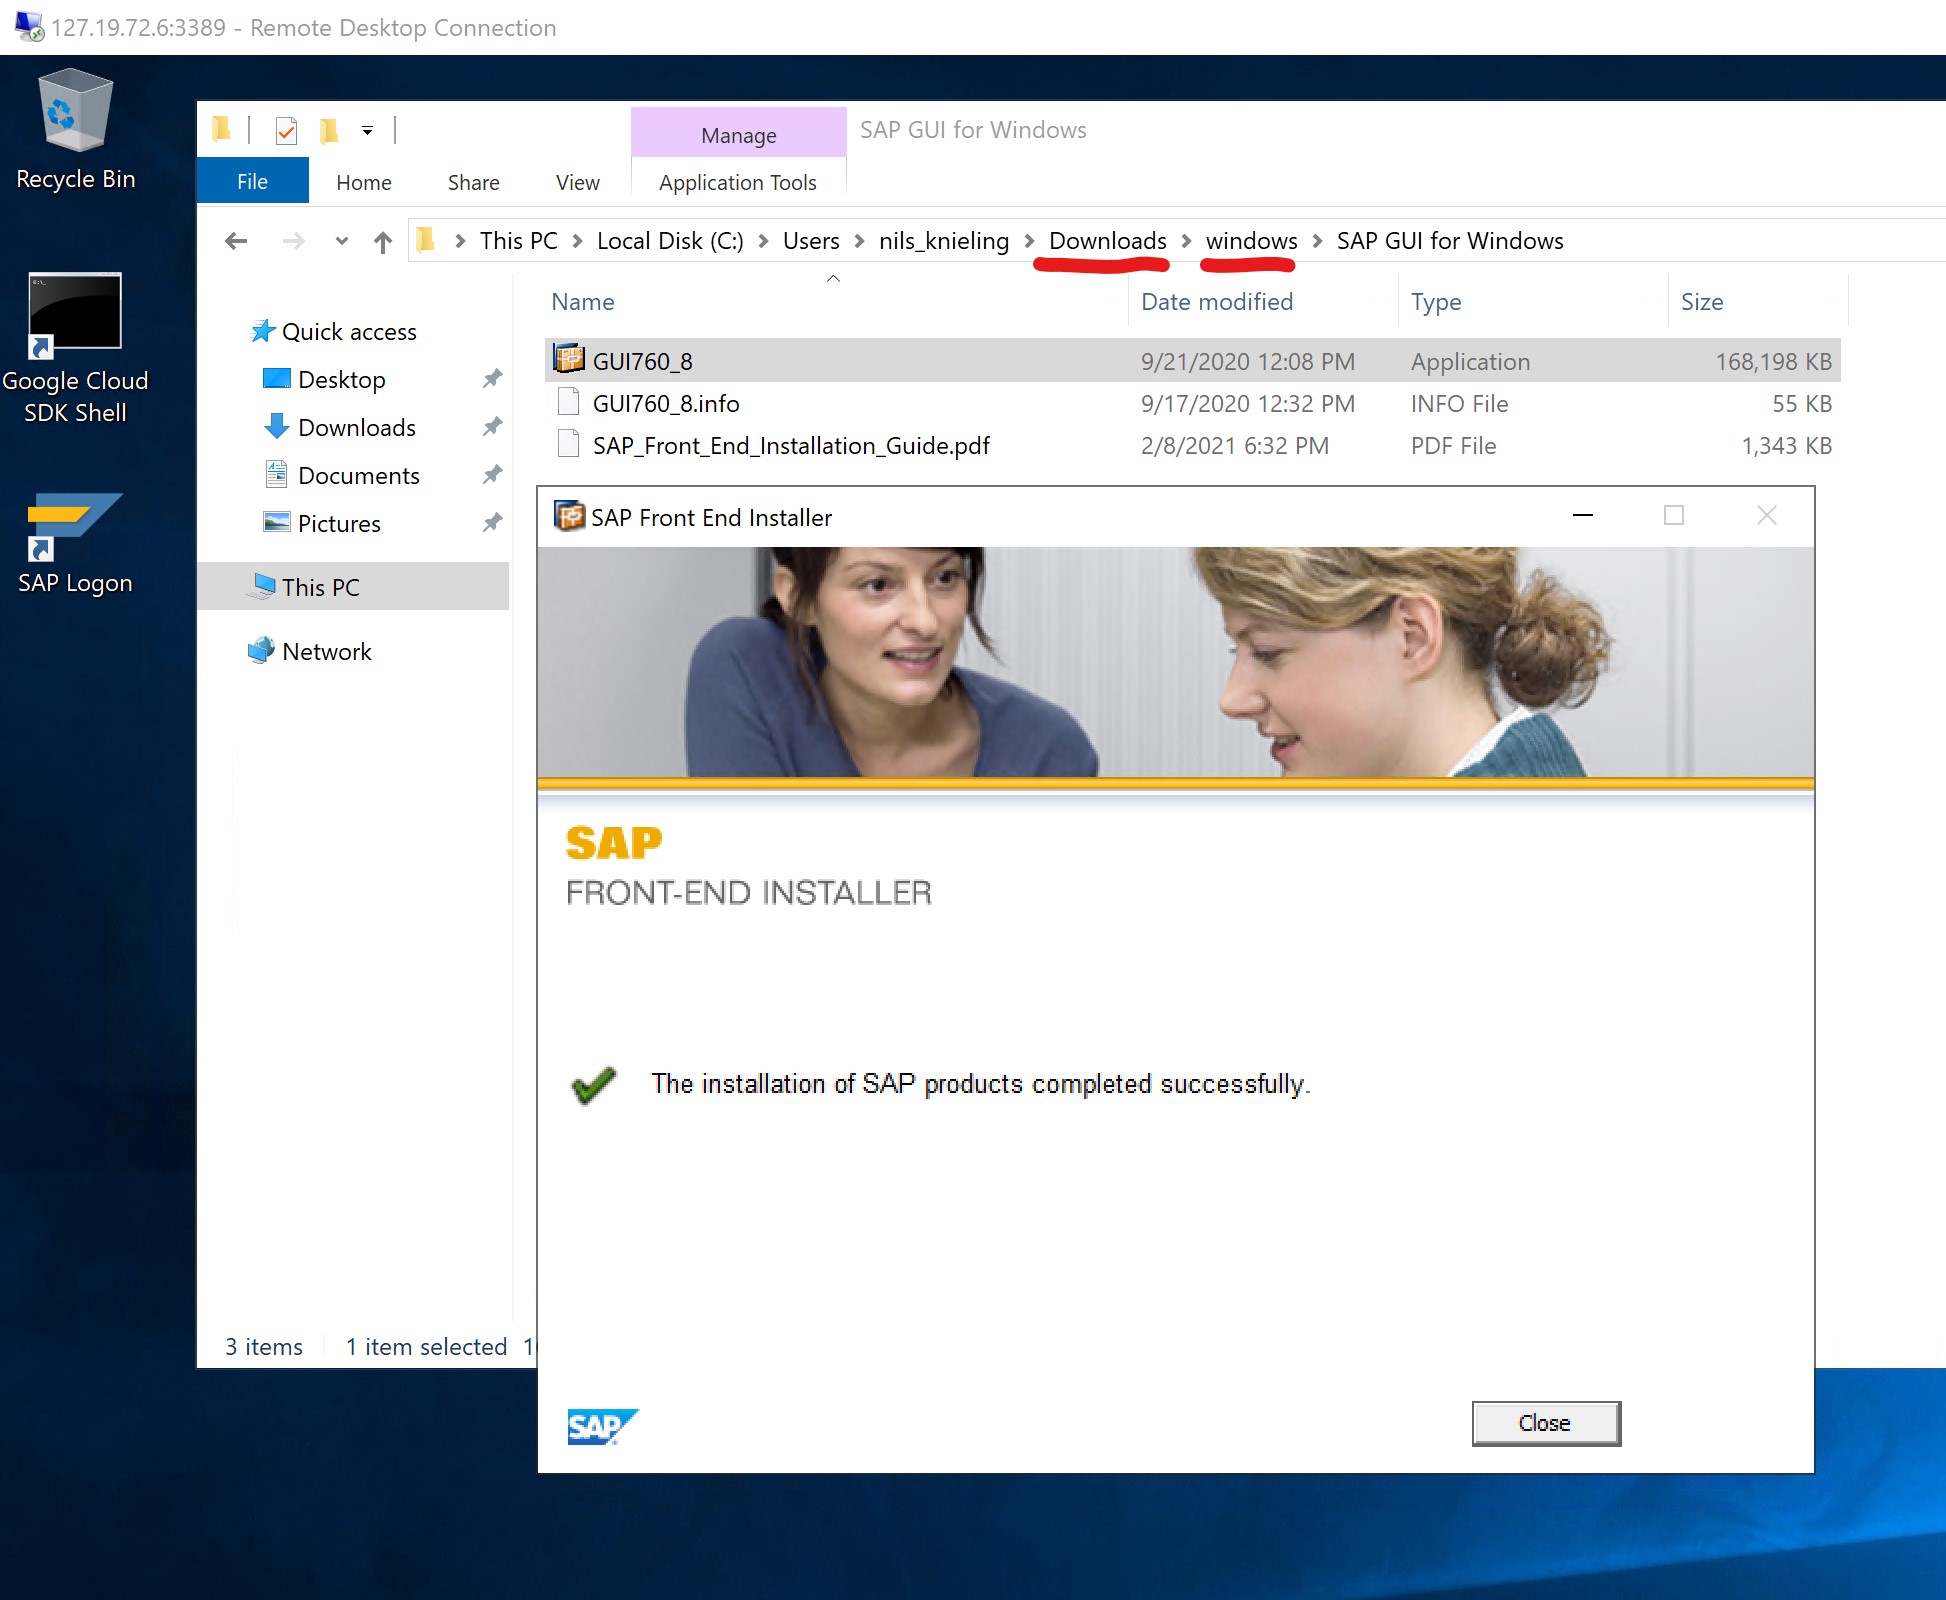 127.19.72.6:3389 - Remote Desktop Connection
Recycle Bin
Google Cloud
SDK Shell
SAP Logon
Manage
SAP GUI for Windows
File
Home
Share
View
Application Tools
This PC
Local Disk (C:)
Users
nils_knieling
Downloads
windows
SAP GUI for Windows
Quick access
Desktop
Downloads
Documents
Pictures
This PC
Network
Name Date modified Type Size
GUI760_8 9/21/2020 12:08 PM Application 168,198 KB
GUI760_8.info 9/17/2020 12:32 PM INFO File 55 KB
SAP_Front_End_Installation_Guide.pdf 2/8/2021 6:32 PM PDF File 1,343 KB
SAP Front End Installer
SAP
FRONT-END INSTALLER
The installation of SAP products completed successfully.
SAP
Close
3 items 1 item selected